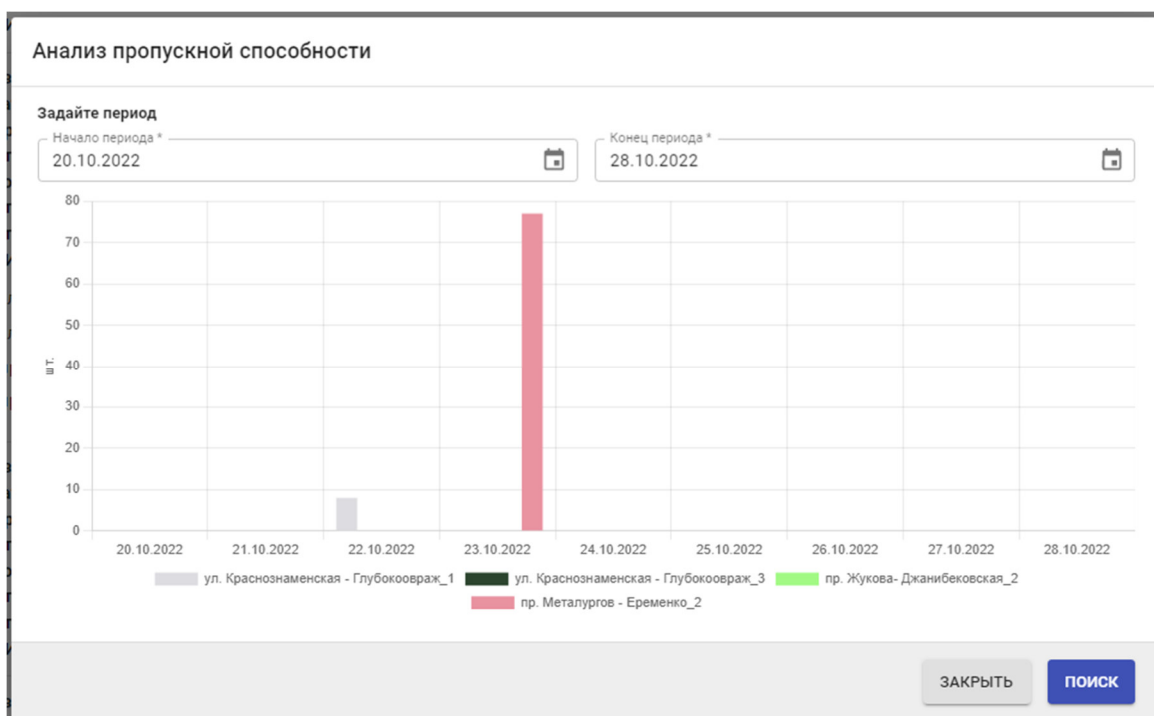 Анализ пропускной способности
Задайте период
Начало периода *
Конец периода *
20.10.2022
28.10.2022
80
70
60
50
40
30
20
10
0
шт.
20.10.2022 21.10.2022 22.10.2022 23.10.2022 24.10.2022 25.10.2022 26.10.2022 27.10.2022 28.10.2022
ул. Краснознаменская - Глубокоовраж_1 ул. Краснознаменская - Глубокоовраж_3 пр. Жукова- Джанибековская_2
пр. Металургов - Еременко_2
ЗАКРЫТЬ ПОИСК